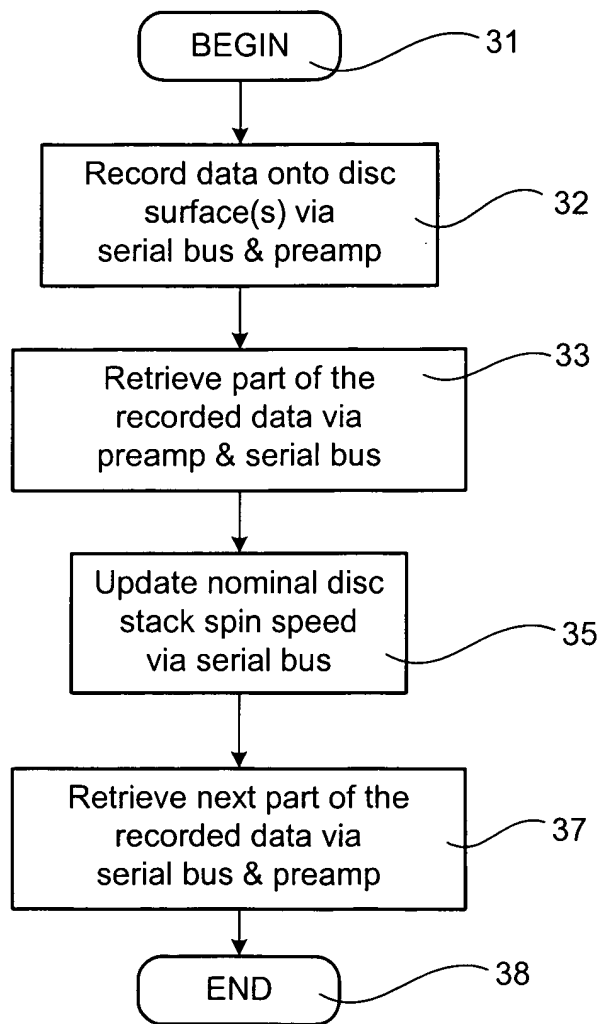 BEGIN
31
Record data onto disc
surface(s) via
serial bus & preamp
32
Retrieve part of the
recorded data via
preamp & serial bus
33
Update nominal disc
stack spin speed
via serial bus
35
Retrieve next part of the
recorded data via
serial bus & preamp
37
END
38